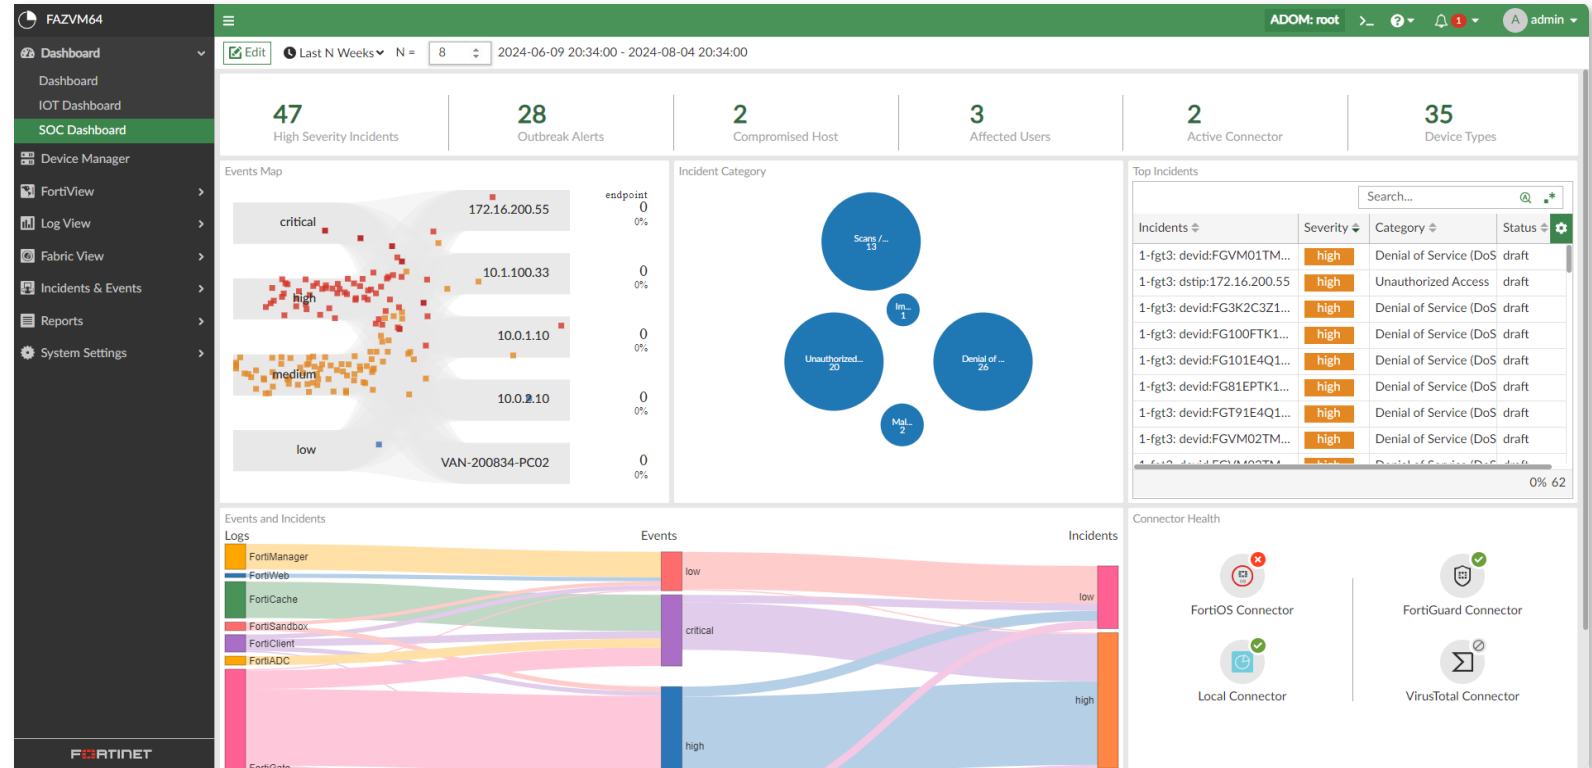 FAZVM64
ADOM: root
1
A
admin
Dashboard
Dashboard
IOT Dashboard
SOC Dashboard
Device Manager
FortiView
Log View
Fabric View
Incidents & Events
Reports
System Settings
FORTINET
Edit
Last N Weeks
N =
8
2024-06-09 20:34:00 - 2024-08-04 20:34:00
47
High Severity Incidents
28
Outbreak Alerts
2
Compromised Host
3
Affected Users
2
Active Connector
35
Device Types
Events Map
critical
high
medium
low
172.16.200.55
10.1.100.33
10.0.1.10
10.0.2.10
VAN-200834-PC02
endpoint
0
0%
0
0%
0
0%
0
0%
0
0%
Incident Category
Scans /...
13
Im...
1
Unauthorized...
20
Denial of ...
26
Mal...
2
Top Incidents
Search...
Incidents Severity Category Status
1-fgt3: devid:FGVM01TM... high Denial of Service (DoS draft
1-fgt3: dstip:172.16.200.55 high Unauthorized Access draft
1-fgt3: devid:FG3K2C3Z1... high Denial of Service (DoS draft
1-fgt3: devid:FG100FTK1... high Denial of Service (DoS draft
1-fgt3: devid:FG101E4Q1... high Denial of Service (DoS draft
1-fgt3: devid:FG81EPTK1... high Denial of Service (DoS draft
1-fgt3: devid:FGT91E4Q1... high Denial of Service (DoS draft
1-fgt3: devid:FGVM02TM... high Denial of Service (DoS draft
0% 62
Events and Incidents
Logs
Events
Incidents
FortiManager
FortiWeb
FortiCache
FortiSandbox
FortiClient
FortiADC
FortiGate
low
critical
high
low
high
Connector Health
FortiOS Connector
FortiGuard Connector
Local Connector
VirusTotal Connector